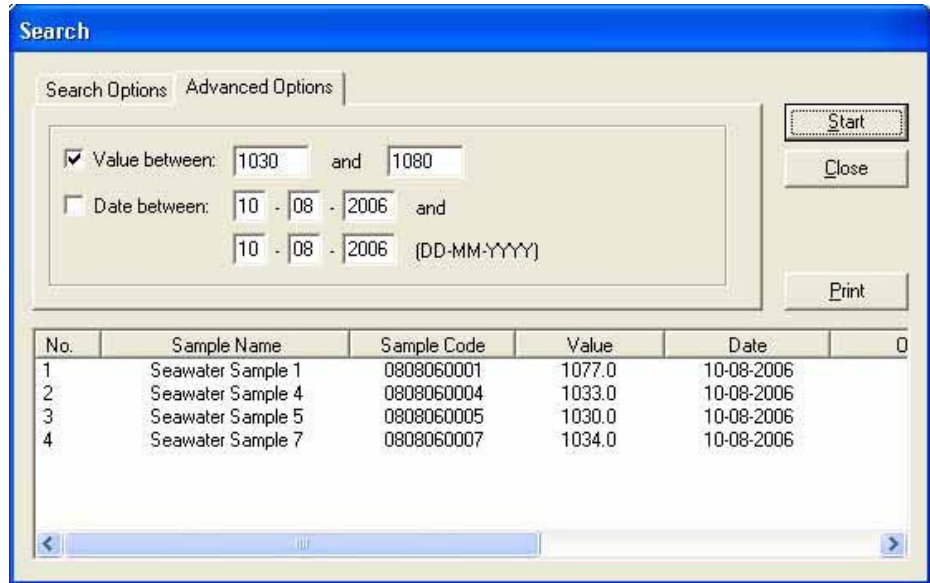 Search
Search Options Advanced Options
Start
Value between: 1030 and 1080
Close
Date between: 10 - 08 - 2006 and
10 - 08 - 2006 (DD-MM-YYYY)
Print
No. Sample Name Sample Code Value Date O
1 Seawater Sample 1 0808060001 1077.0 10-08-2006
2 Seawater Sample 4 0808060004 1033.0 10-08-2006
3 Seawater Sample 5 0808060005 1030.0 10-08-2006
4 Seawater Sample 7 0808060007 1034.0 10-08-2006